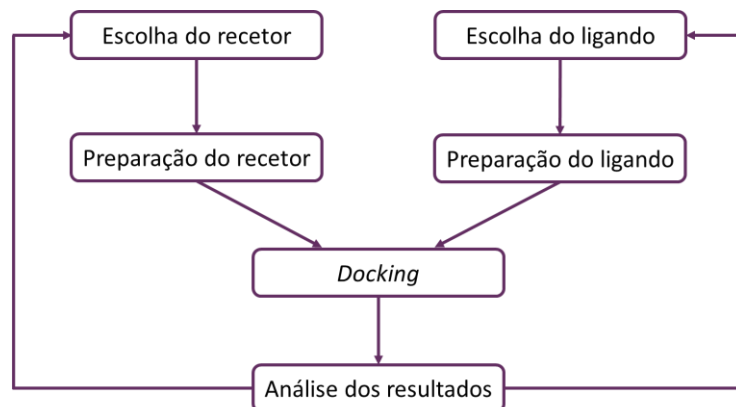 Escolha do recetor
Escolha do ligando
Preparação do recetor
Preparação do ligando
Docking
Análise dos resultados